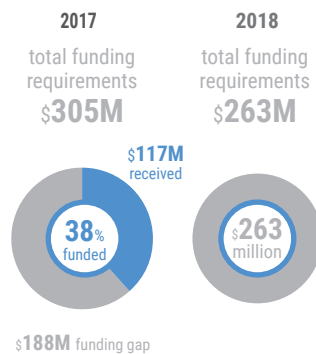 2017
total funding
requirements
$305M
$117M
received
38%
funded
$188M funding gap
2018
total funding
requirements
$263M
$263
million